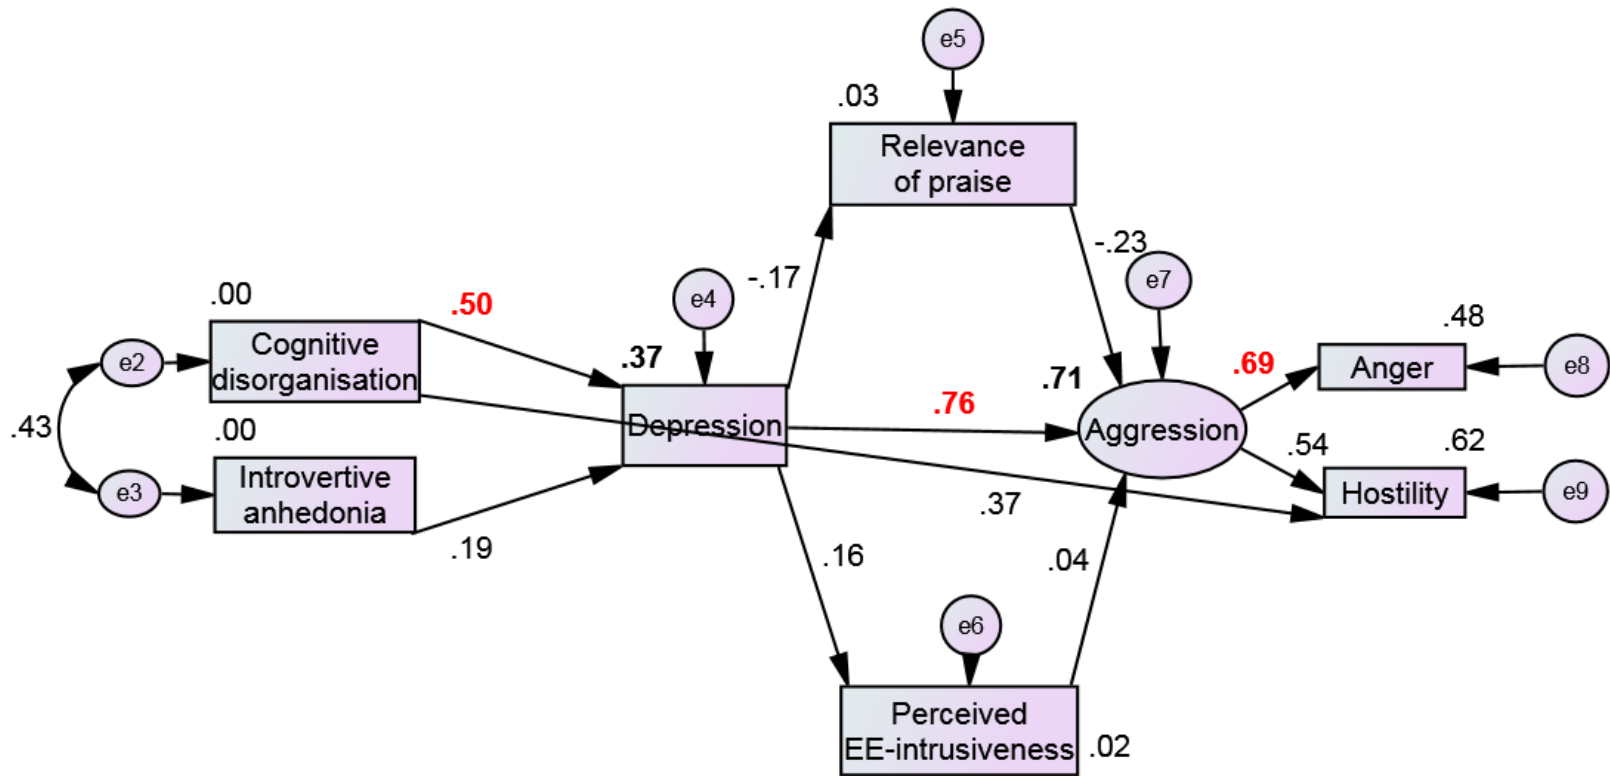 e5
.03
Relevance
of praise
-.17
-.23
e4
e7
.00
.50
.48
e2
Cognitive
disorganisation
.37
.71
.69
Anger
e8
.43
.76
.00
Depression
Aggression
.54
.62
e3
Introvertive
anhedonia
.37
Hostility
e9
.19
.16
.04
e6
Perceived
EE-intrusiveness
.02